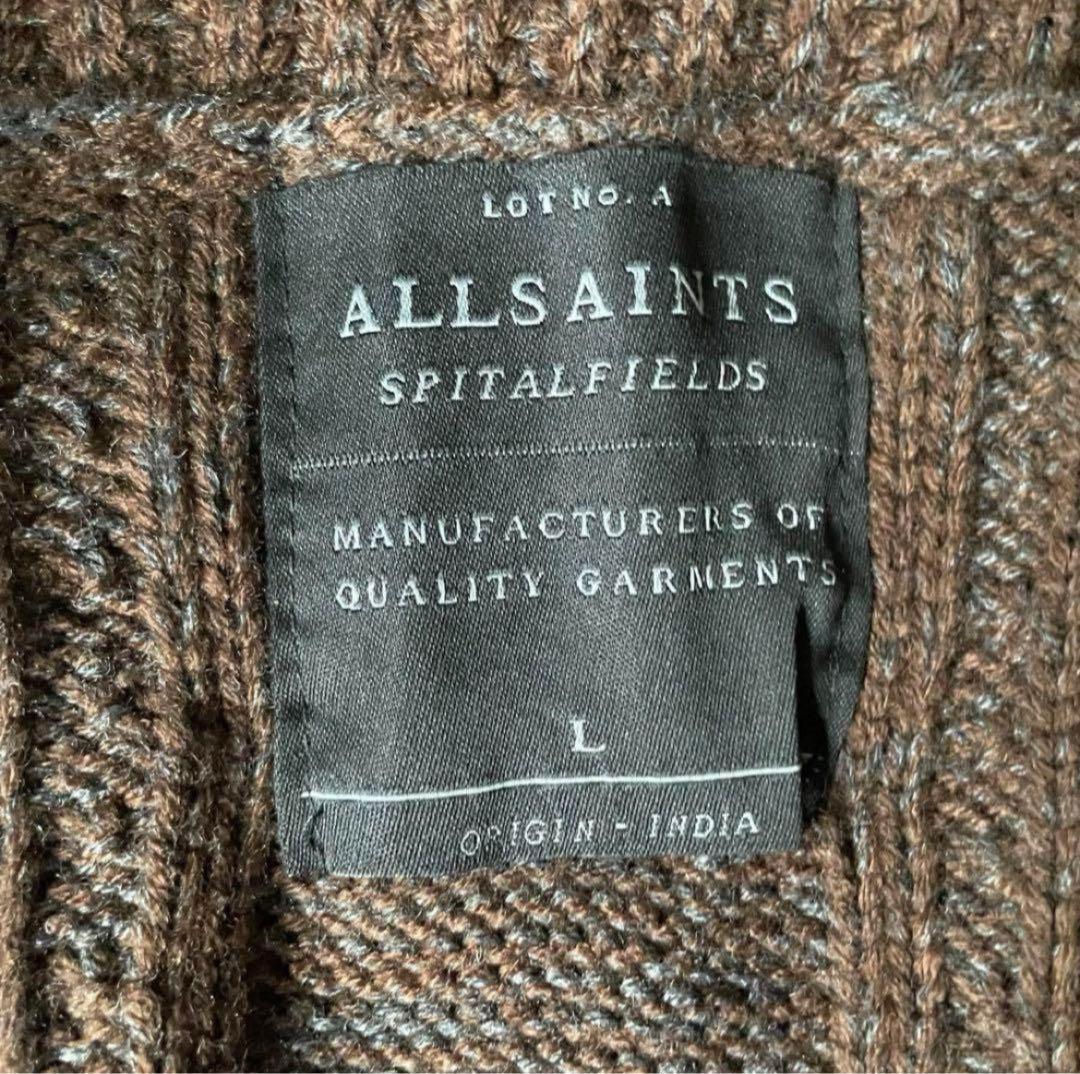 LOT NO. A
ALLSAINTS
SPITALFIELDS
MANUFACTURERS OF
QUALITY GARMENTS
L
ORIGIN - INDIA